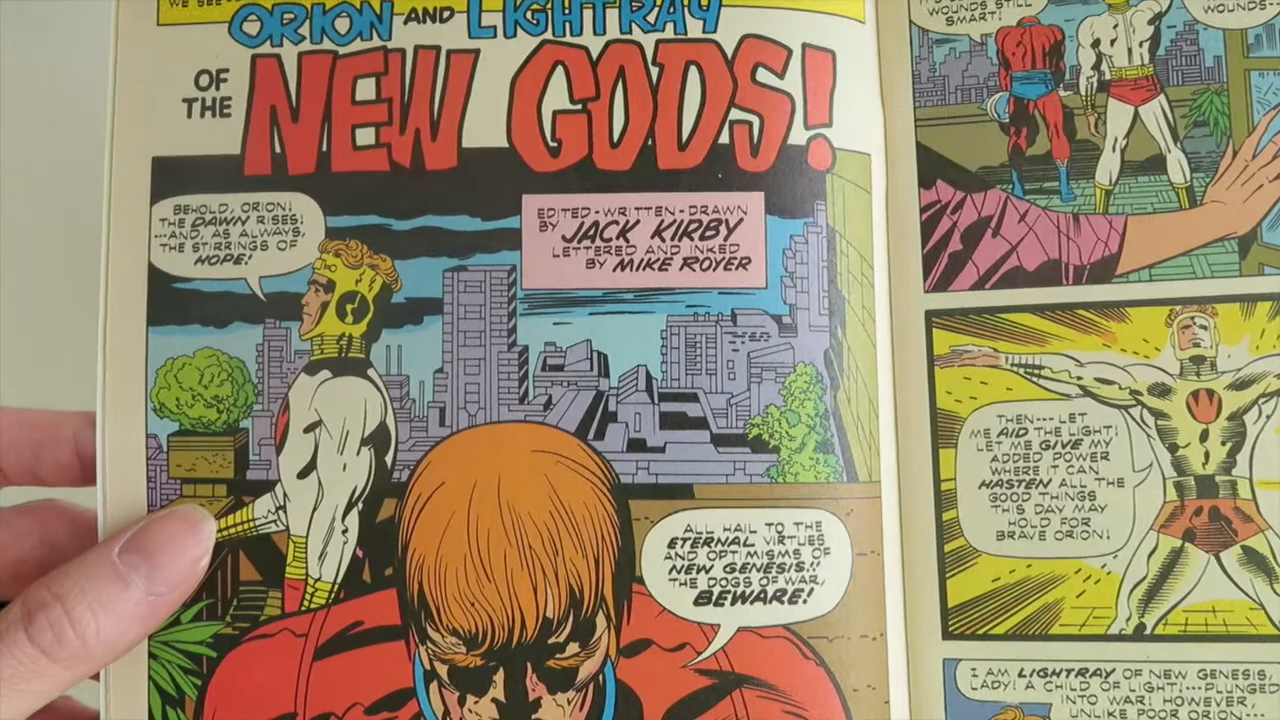 WE SEE
ORION AND LIGHTRAY
OF THE NEW GODS!
BEHOLD, ORION!
THE DAWN RISES!
---AND, AS ALWAYS,
THE STIRRINGS OF
HOPE!
EDITED-WRITTEN-DRAWN
BY JACK KIRBY
LETTERED AND INKED
BY MIKE ROYER
ALL HAIL TO THE
ETERNAL VIRTUES
AND OPTIMISMS OF
NEW GENESIS!!
THE DOGS OF WAR,
BEWARE!
WOUNDS STILL
SMART!
WOUNDS--
THEN--- LET
ME AID THE LIGHT!
LET ME GIVE MY
ADDED POWER
WHERE IT CAN
HASTEN ALL THE
GOOD THINGS
THIS DAY MAY
HOLD FOR
BRAVE ORION!
I AM LIGHTRAY OF NEW GENESIS,
LADY! A CHILD OF LIGHT!---PLUNGED
INTO WAR! HOWEVER,
UNLIKE POOR ORION---